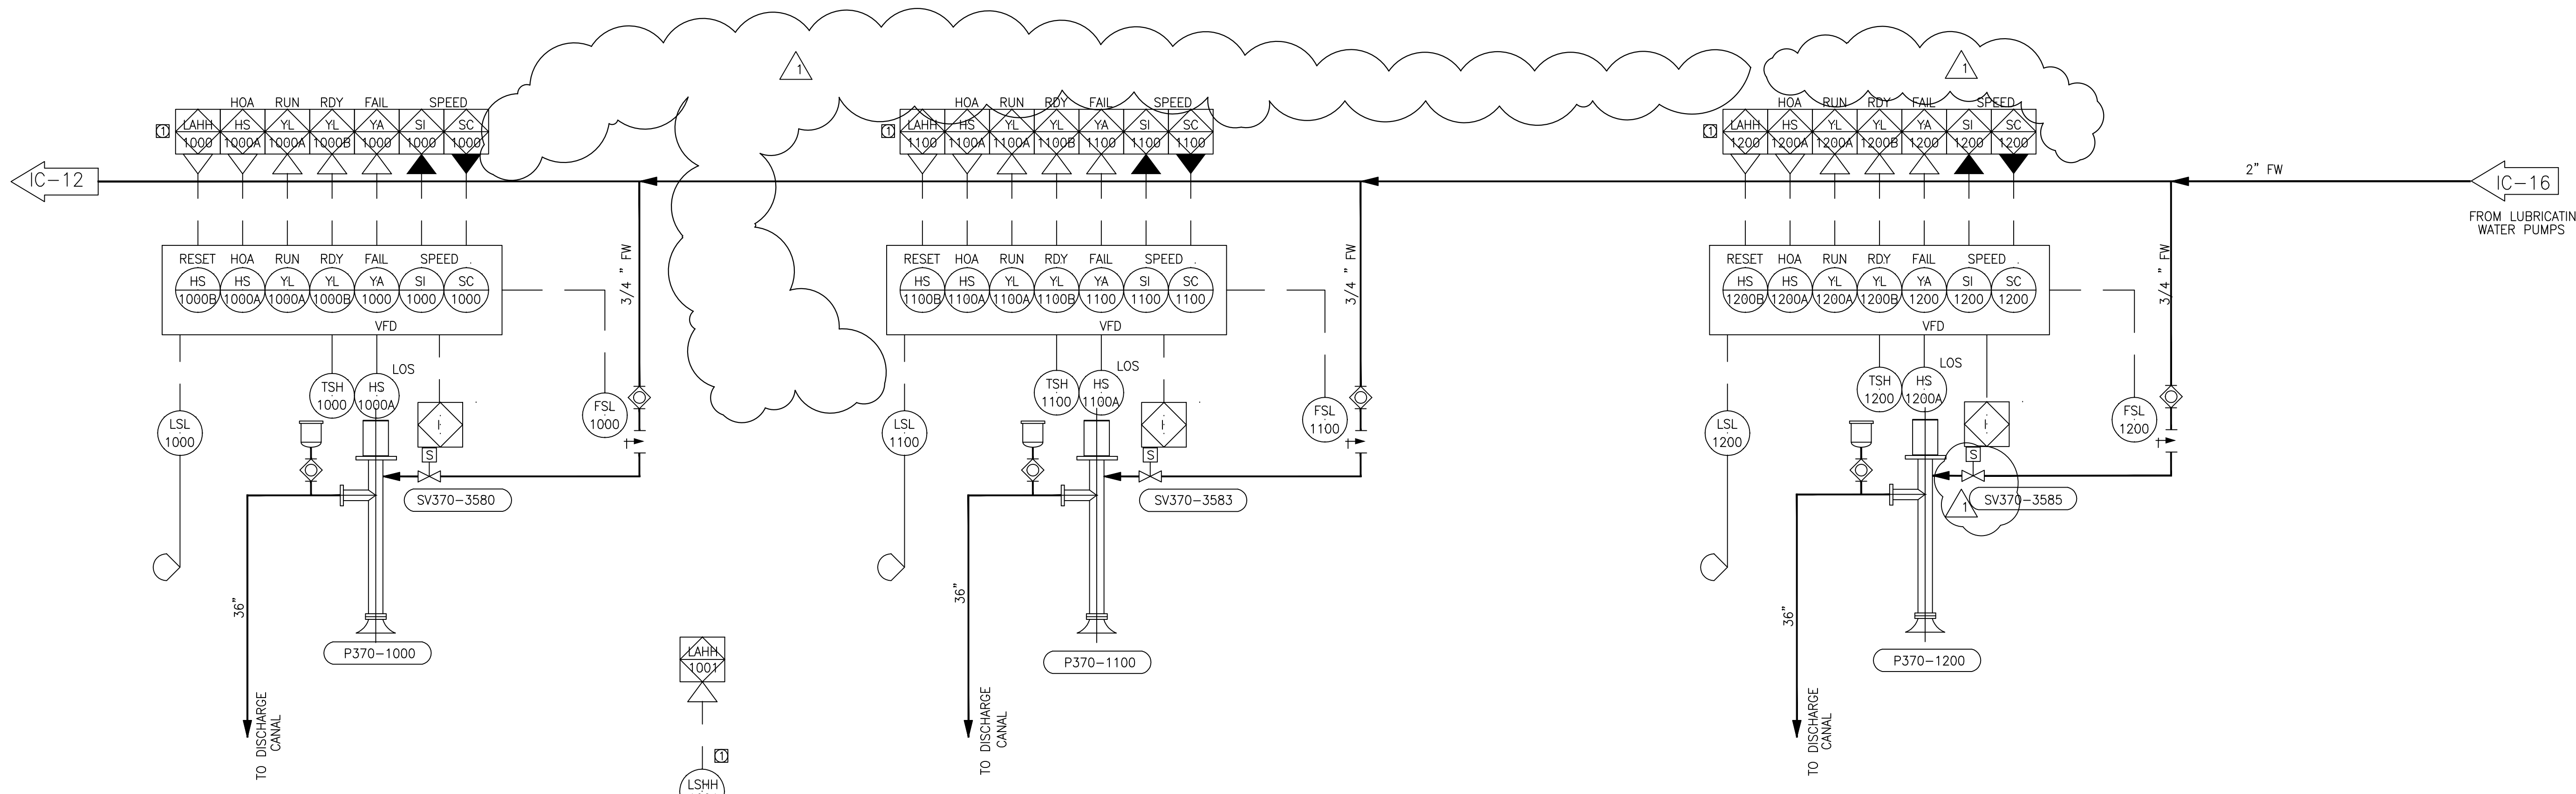 1
1
HOA RUN RDY FAIL SPEED
HOA RUN RDY FAIL SPEED
HOA RUN RDY FAIL SPEED
1 LAHH HS YL YL YA SI SC
1000 1000A 1000A 1000B 1000 1000 1000
1 LAHH HS YL YL YA SI SC
1100 1100A 1100A 1100B 1100 1100 1100
1 LAHH HS YL YL YA SI SC
1200 1200A 1200A 1200B 1200 1200 1200
IC-12
2" FW
IC-16
FROM LUBRICATIN
WATER PUMPS
RESET HOA RUN RDY FAIL SPEED
HS HS YL YL YA SI SC
1000B 1000A 1000A 1000B 1000 1000 1000
VFD
3/4 " FW
RESET HOA RUN RDY FAIL SPEED
HS HS YL YL YA SI SC
1100B 1100A 1100A 1100B 1100 1100 1100
VFD
3/4 " FW
RESET HOA RUN RDY FAIL SPEED
HS HS YL YL YA SI SC
1200B 1200A 1200A 1200B 1200 1200 1200
VFD
3/4 " FW
LOS
TSH
1000
HS
1000A
LSL
1000
FSL
1000
I
S
SV370-3580
36"
P370-1000
TO DISCHARGE
CANAL
LOS
TSH
1100
HS
1100A
LSL
1100
FSL
1100
I
S
SV370-3583
36"
P370-1100
TO DISCHARGE
CANAL
LOS
TSH
1200
HS
1200A
LSL
1200
FSL
1200
I
S
1
SV370-3585
36"
P370-1200
TO DISCHARGE
CANAL
LAHH
1001
1
LSHH